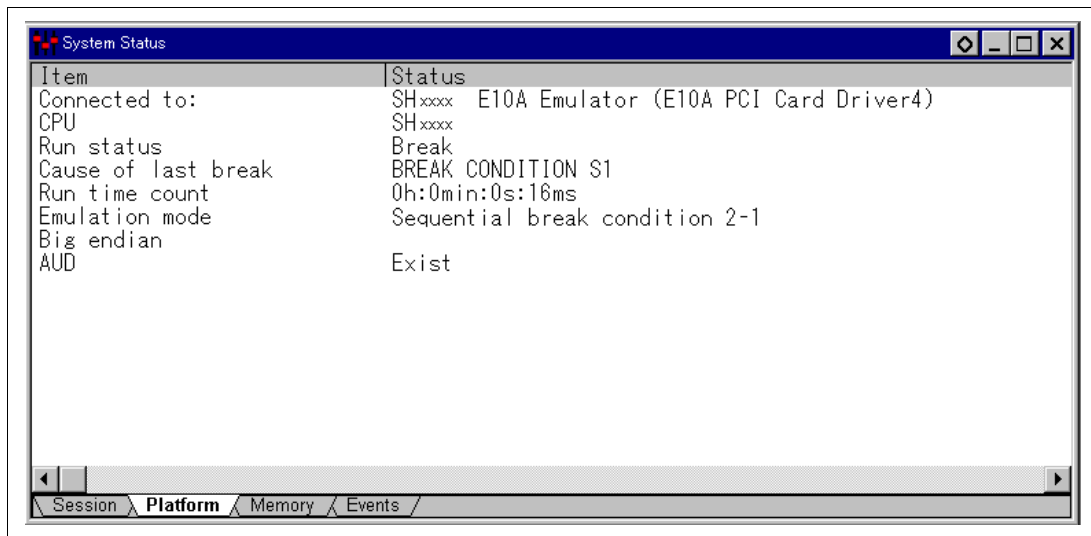 System Status
Item Status
Connected to: SHxxxx E10A Emulator (E10A PCI Card Driver4)
CPU SHxxxx
Run status Break
Cause of last break BREAK CONDITION S1
Run time count 0h:0min:0s:16ms
Emulation mode Sequential break condition 2-1
Big endian
AUD Exist
Session Platform Memory Events